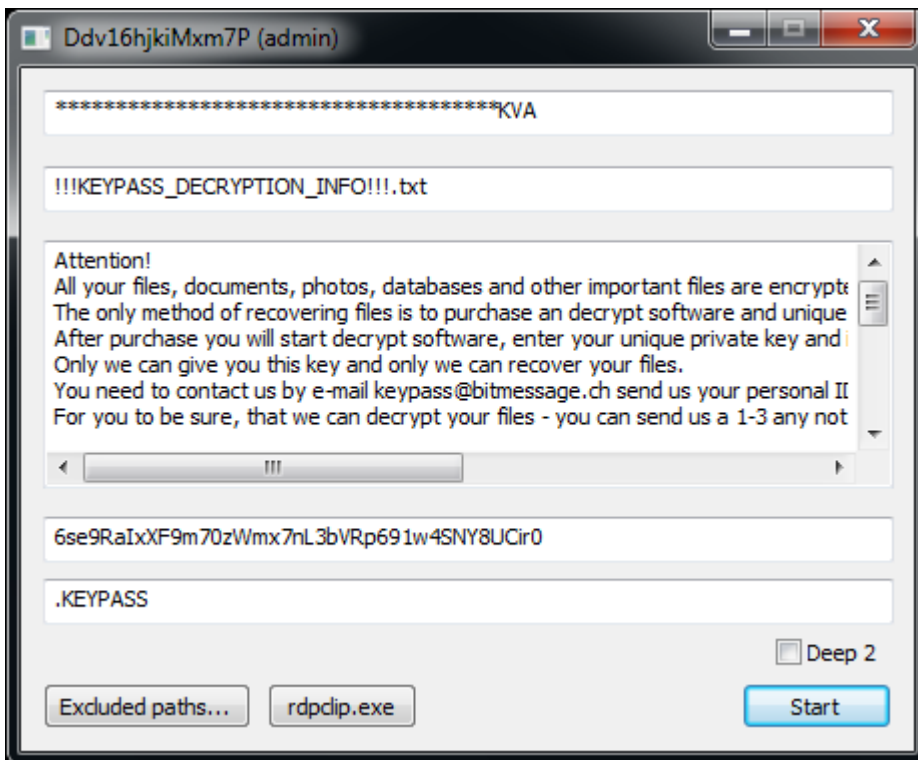 Ddv16hjkiMxm7P (admin)
*************************************KVA
!!!KEYPASS_DECRYPTION_INFO!!!.txt
Attention!
All your files, documents, photos, databases and other important files are encrypte
The only method of recovering files is to purchase an decrypt software and unique
After purchase you will start decrypt software, enter your unique private key and i
Only we can give you this key and only we can recover your files.
You need to contact us by e-mail keypass@bitmessage.ch send us your personal ID
For you to be sure, that we can decrypt your files - you can send us a 1-3 any not
6se9RaIxXF9m70zWmx7nL3bVRp691w4SNY8UCir0
.KEYPASS
Deep 2
Excluded paths... rdpclip.exe Start